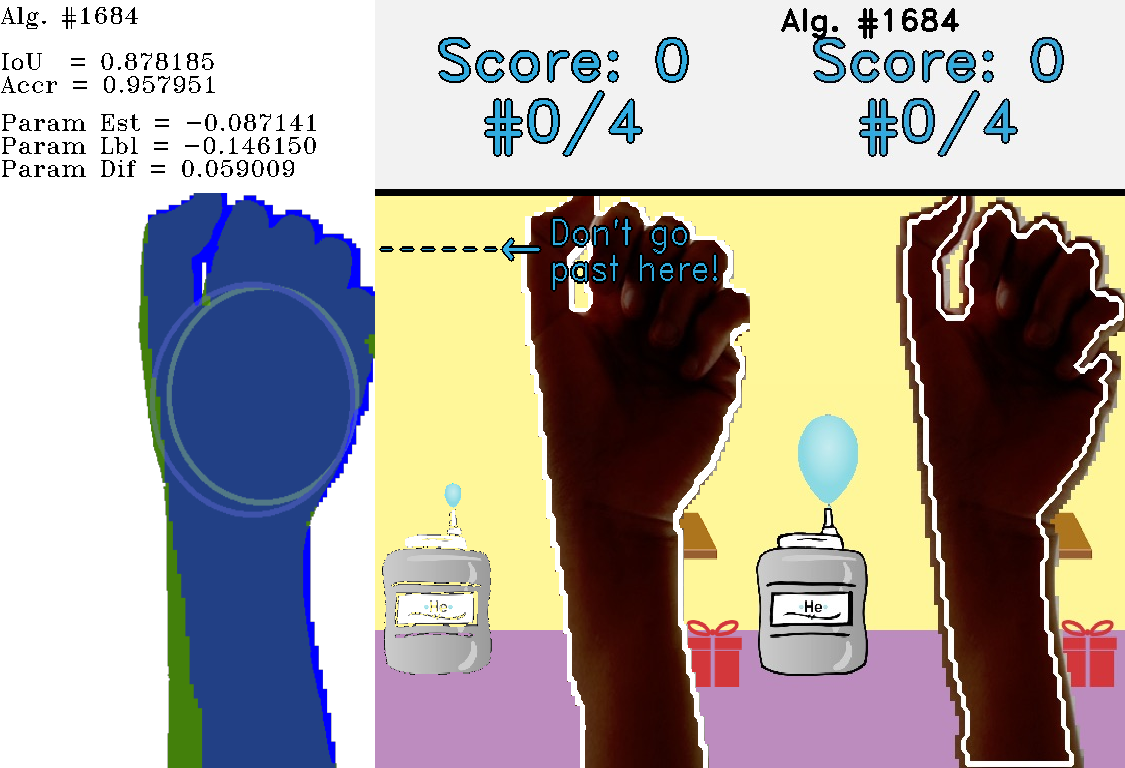 Alg. #1684
IoU = 0.878185
Accr = 0.957951
Param Est = −0.087141
Param Lbl = −0.146150
Param Dif = 0.059009
Score: 0
#0/4
Don't go
past here!
He
Alg. #1684
Score: 0
#0/4
He